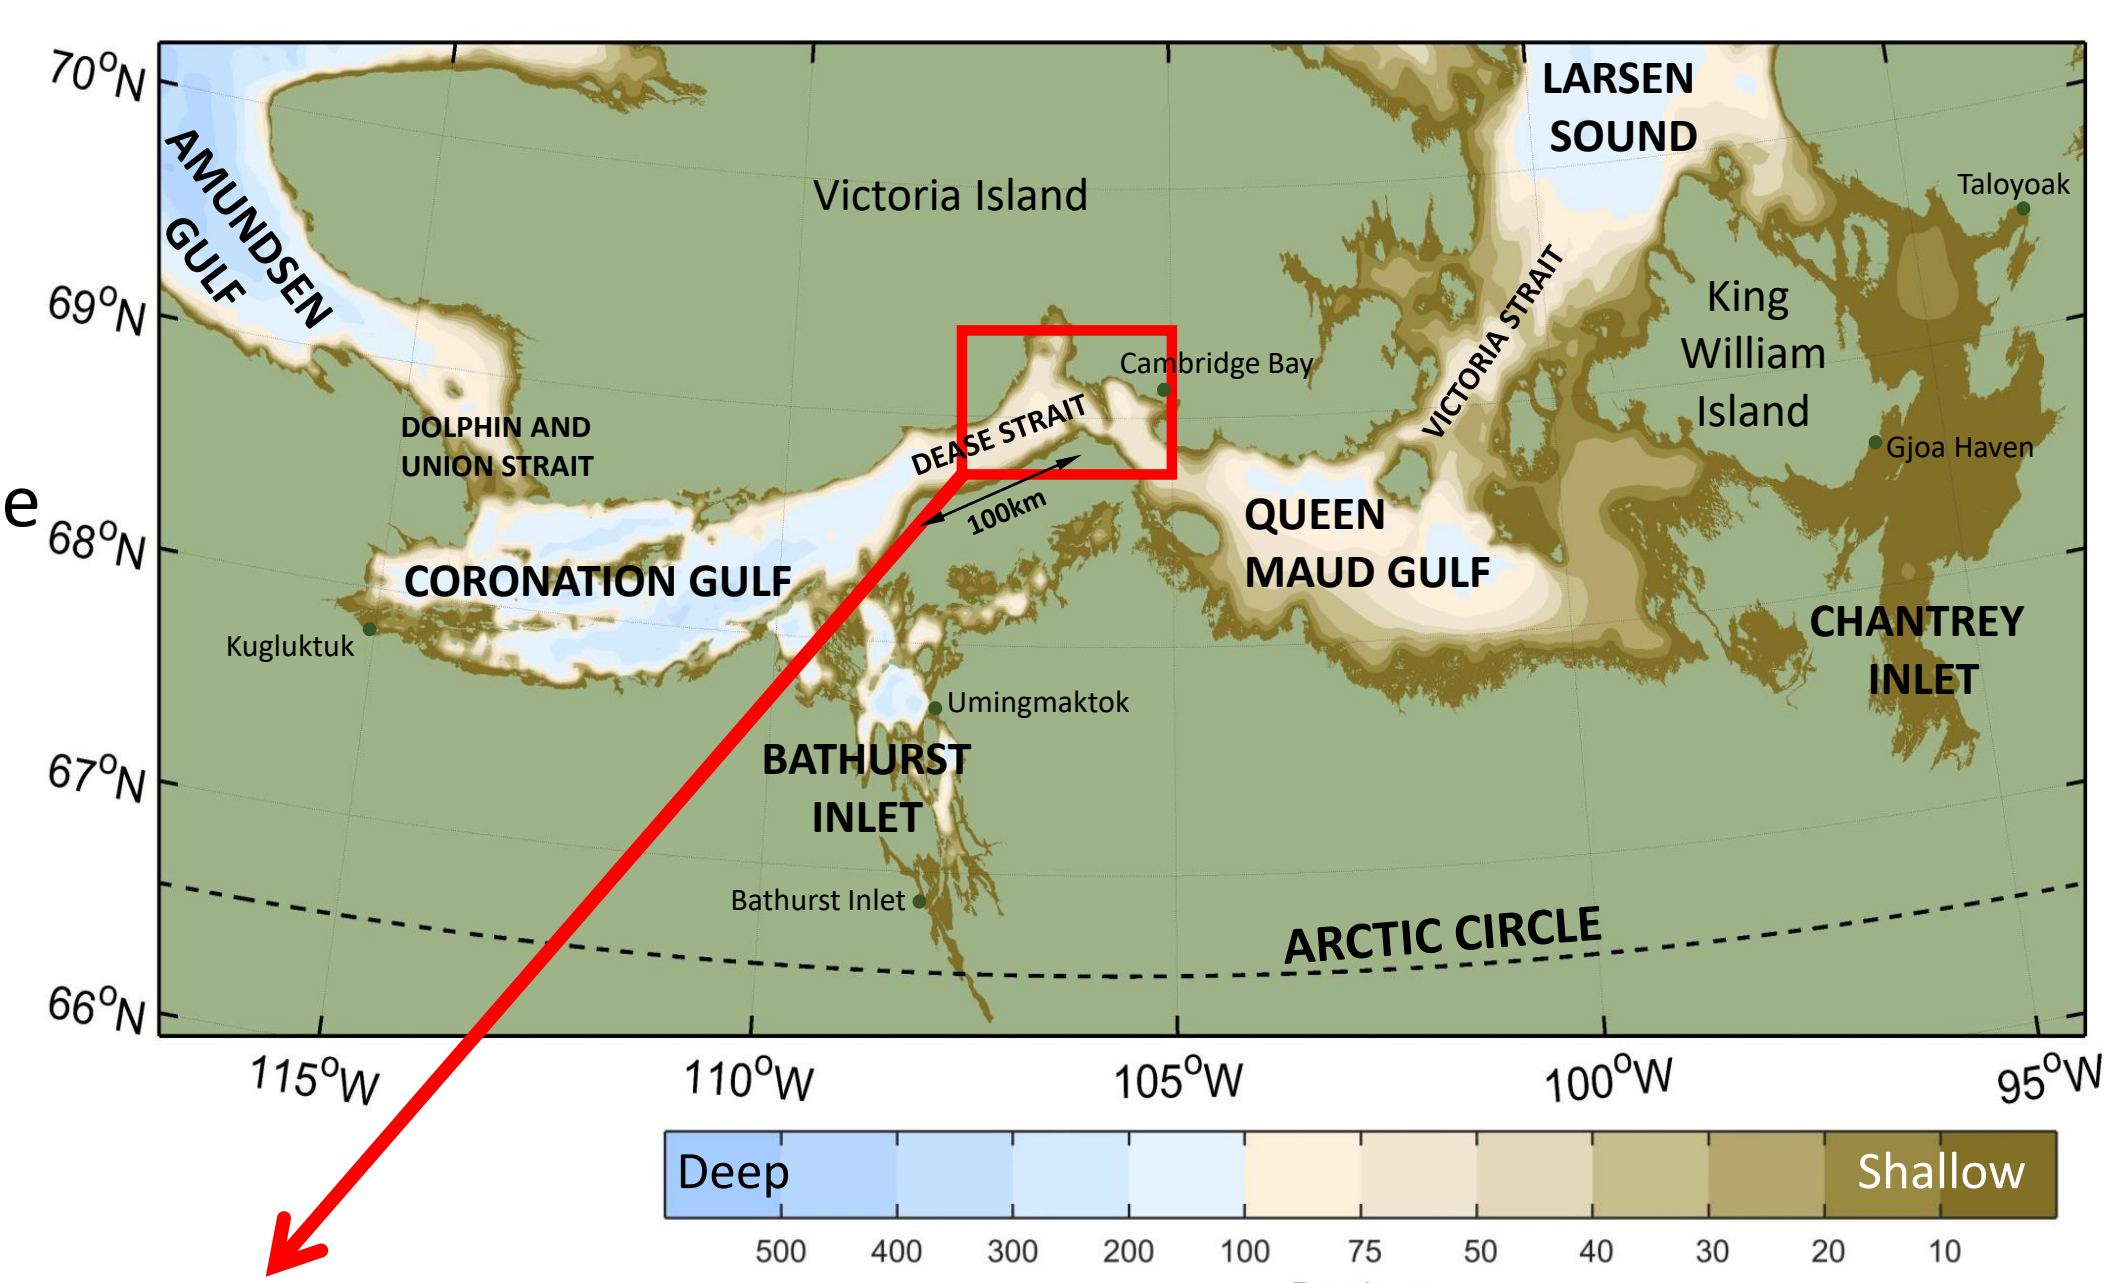 70°N
69°N
68°N
67°N
66°N
e
AMUNDSEN
GULF
Victoria Island
LARSEN
SOUND
Taloyoak
King
William
Island
VICTORIA STRAIT
Cambridge Bay
DOLPHIN AND
UNION STRAIT
DEASE STRAIT
100km
Gjoa Haven
QUEEN
MAUD GULF
CORONATION GULF
Kugluktuk
CHANTREY
INLET
Umingmaktok
BATHURST
INLET
Bathurst Inlet
ARCTIC CIRCLE
115°W 110°W 105°W 100°W 95°W
Deep Shallow
500 400 300 200 100 75 50 40 30 20 10